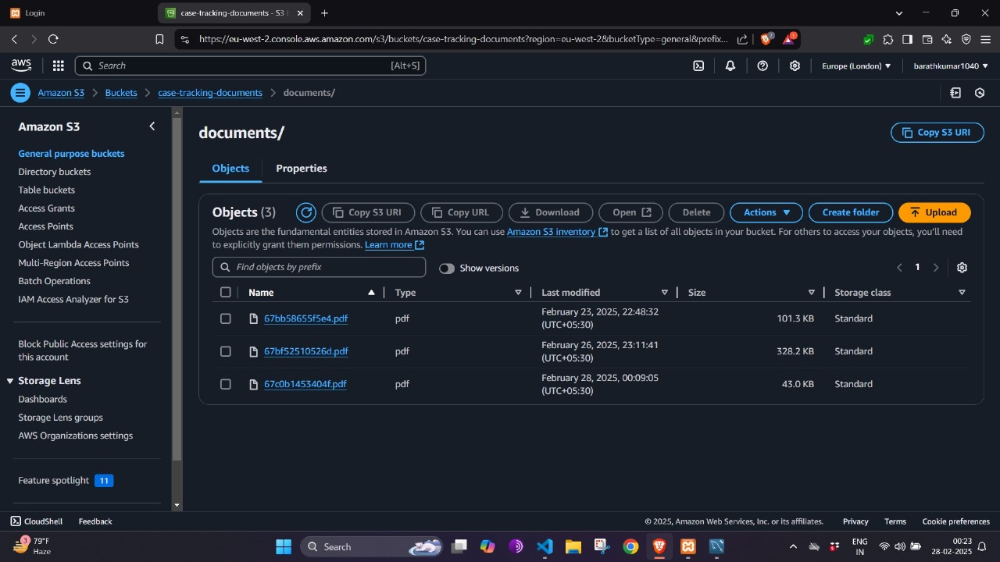 Login
case-tracking-documents - S3
https://eu-west-2.console.aws.amazon.com/s3/buckets/case-tracking-documents?region=eu-west-2&bucketType=general&prefix...
7
1
aws
Search
[Alt+S]
Europe (London)
barathkumar1040
Amazon S3
Buckets
case-tracking-documents
documents/
Amazon S3
General purpose buckets
Directory buckets
Table buckets
Access Grants
Access Points
Object Lambda Access Points
Multi-Region Access Points
Batch Operations
IAM Access Analyzer for S3
Block Public Access settings for
this account
Storage Lens
Dashboards
Storage Lens groups
AWS Organizations settings
Feature spotlight 11
documents/
Copy S3 URI
Objects
Properties
Objects (3)
Copy S3 URI
Copy URL
Download
Open
Delete
Actions
Create folder
Upload
Objects are the fundamental entities stored in Amazon S3. You can use Amazon S3 inventory to get a list of all objects in your bucket. For others to access your objects, you'll need
to explicitly grant them permissions. Learn more
Find objects by prefix
Show versions
1
Name Type Last modified Size Storage class
67bb58655f5e4.pdf pdf February 23, 2025, 22:48:32 (UTC+05:30) 101.3 KB Standard
67bf52510526d.pdf pdf February 26, 2025, 23:11:41 (UTC+05:30) 328.2 KB Standard
67c0b1453404f.pdf pdf February 28, 2025, 00:09:05 (UTC+05:30) 43.0 KB Standard
CloudShell
Feedback
© 2025, Amazon Web Services, Inc. or its affiliates.
Privacy
Terms
Cookie preferences
3
79°F
Haze
Search
ENG
IN
00:23
28-02-2025